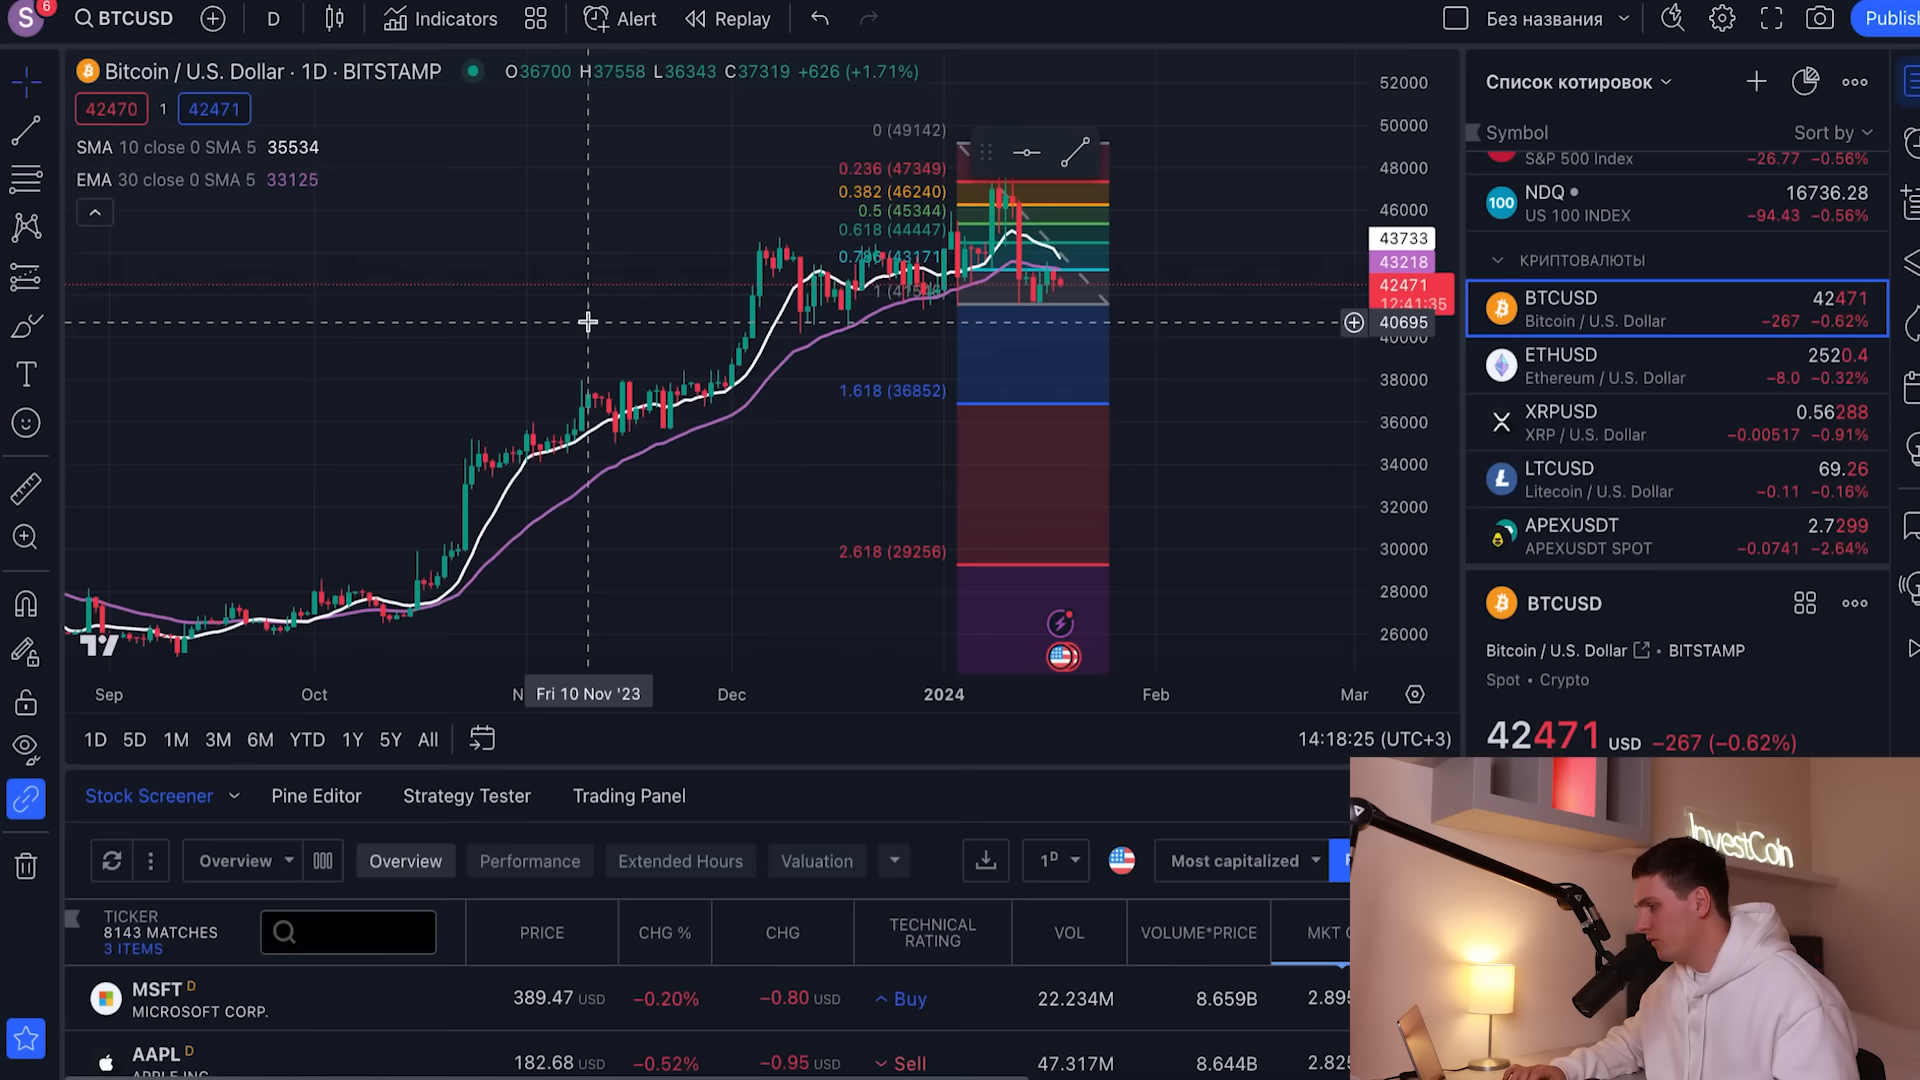 S
6
BTCUSD
D
Indicators
Alert
Replay
Без названия
Publish
Bitcoin / U.S. Dollar · 1D · BITSTAMP
O36700 H37558 L36343 C37319 +626 (+1.71%)
42470 1 42471
SMA 10 close 0 SMA 5 35534
EMA 30 close 0 SMA 5 33125
0 (49142)
0.236 (47349)
0.382 (46240)
0.5 (45344)
0.618 (44447)
0.786 (43171)
1.618 (36852)
2.618 (29256)
52000
50000
48000
46000
43733
43218
42471
12:41:35
40695
40000
38000
36000
34000
32000
30000
28000
26000
Sep
Oct
N
Fri 10 Nov '23
Dec
2024
Feb
Mar
1D 5D 1M 3M 6M YTD 1Y 5Y All
14:18:25 (UTC+3)
Список котировок
Symbol
Sort by
S&P 500 Index
−26.77 −0.56%
100
NDQ
16736.28
US 100 INDEX
−94.43 −0.56%
КРИПТОВАЛЮТЫ
BTCUSD
42471
Bitcoin / U.S. Dollar
−267 −0.62%
ETHUSD
2520.4
Ethereum / U.S. Dollar
−8.0 −0.32%
XRPUSD
0.56288
XRP / U.S. Dollar
−0.00517 −0.91%
LTCUSD
69.26
Litecoin / U.S. Dollar
−0.11 −0.16%
APEXUSDT
2.7299
APEXUSDT SPOT
−0.0741 −2.64%
BTCUSD
Bitcoin / U.S. Dollar • BITSTAMP
Spot • Crypto
42471 USD −267 (−0.62%)
Stock Screener
Pine Editor
Strategy Tester
Trading Panel
Overview
Overview
Performance
Extended Hours
Valuation
1D
Most capitalized
TICKER
8143 MATCHES
3 ITEMS
PRICE
CHG %
CHG
TECHNICAL
RATING
VOL
VOLUME*PRICE
MKT
MSFT D
MICROSOFT CORP.
389.47 USD
−0.20%
−0.80 USD
Buy
22.234M
8.659B
2.895
AAPL D
APPLE INC
182.68 USD
−0.52%
−0.95 USD
Sell
47.317M
8.644B
2.825
InvestCoin